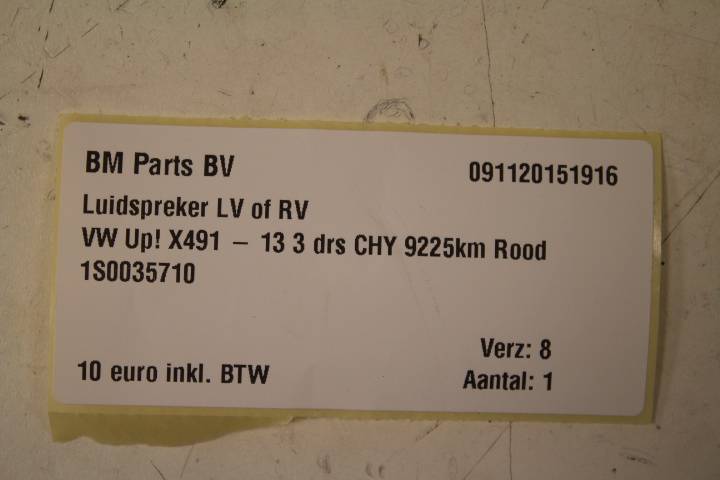 BM Parts BV 091120151916
Luidspreker LV of RV
VW Up! X491 – 13 3 drs CHY 9225km Rood
1S0035710
Verz: 8
10 euro inkl. BTW Aantal: 1